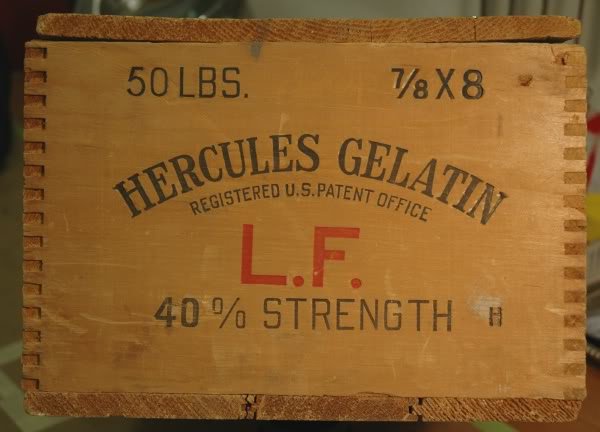 50 LBS. 7/8 X 8
HERCULES GELATIN
REGISTERED U.S. PATENT OFFICE
L.F.
40 % STRENGTH H